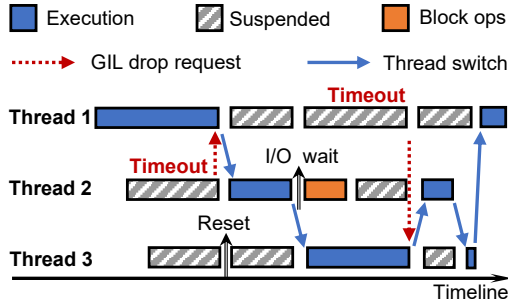 Execution Suspended Block ops
GIL drop request Thread switch
Thread 1 Timeout
Timeout I/O wait
Thread 2
Reset
Thread 3
Timeline